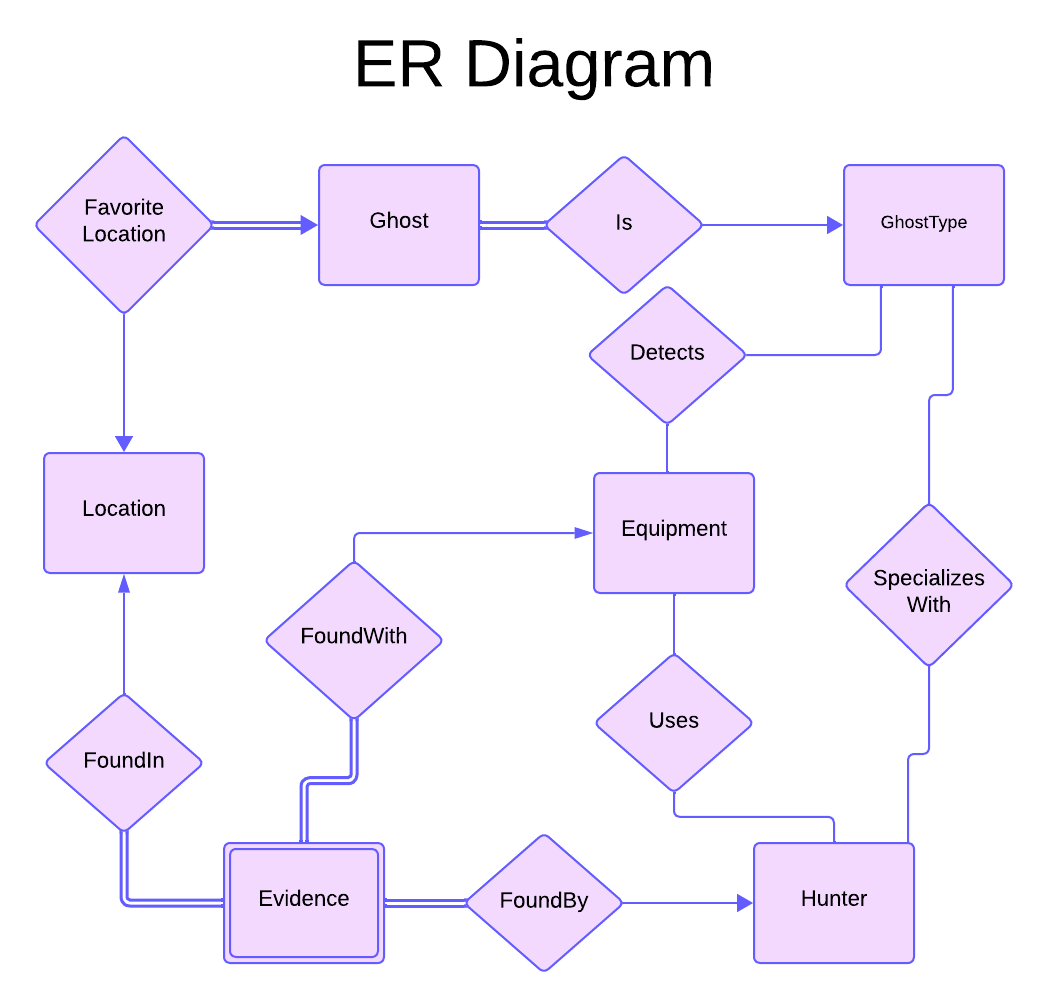 ER Diagram
Favorite
Location
Ghost
Is
GhostType
Detects
Location
Equipment
Specializes
With
FoundWith
Uses
FoundIn
Evidence
FoundBy
Hunter